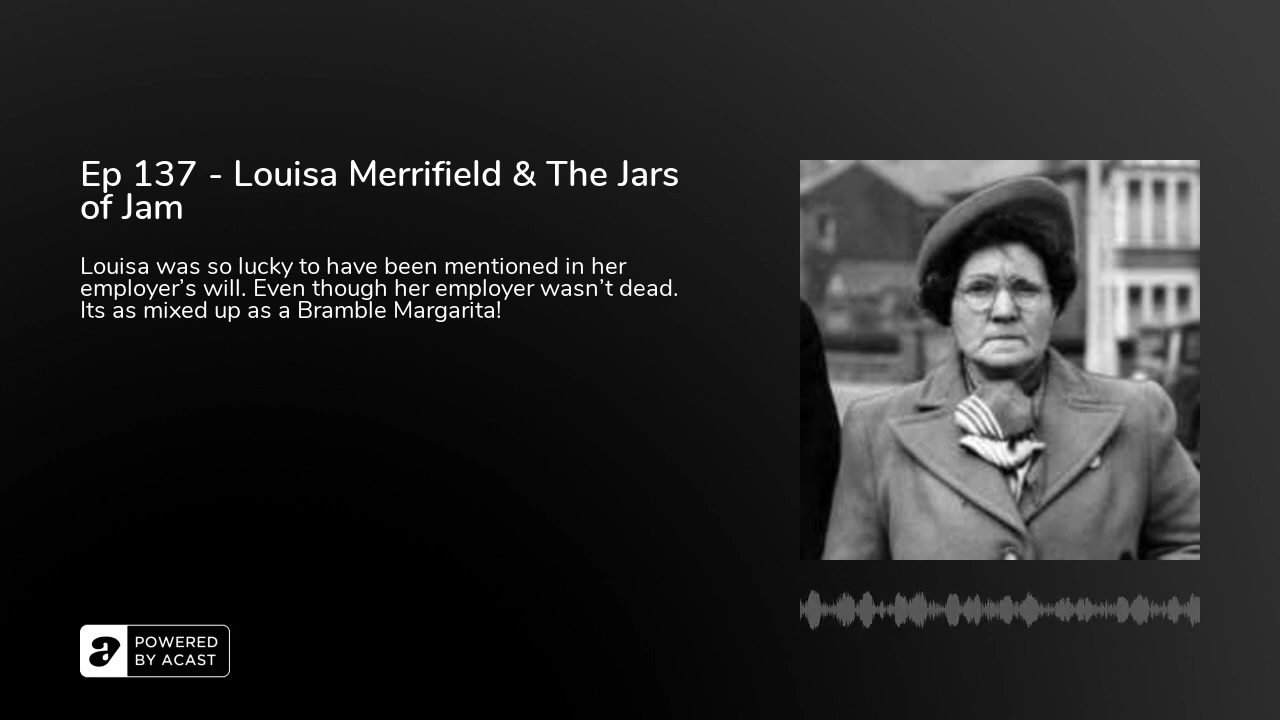 Ep 137 - Louisa Merrifield & The Jars
of Jam
Louisa was so lucky to have been mentioned in her
employer’s will. Even though her employer wasn’t dead.
Its as mixed up as a Bramble Margarita!
POWERED
BY ACAST